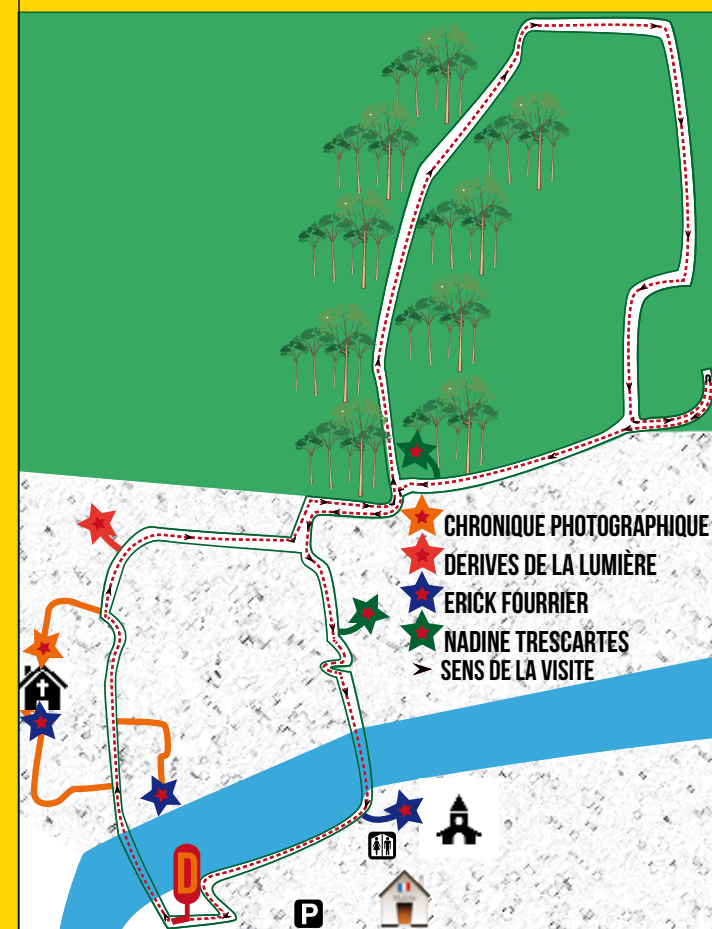 CHRONIQUE PHOTOGRAPHIQUE
DERIVES DE LA LUMIÈRE
ERICK FOURRIER
NADINE TRESCARTES
SENS DE LA VISITE
D
P